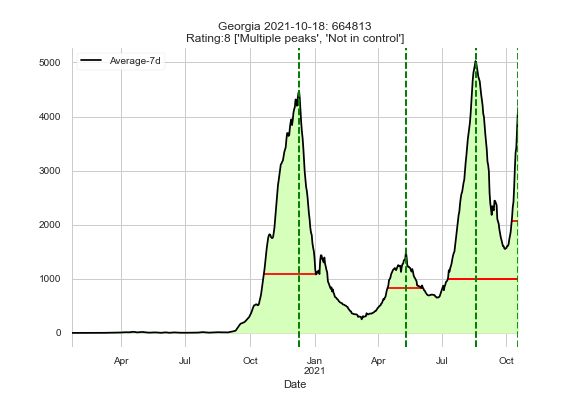 Georgia 2021-10-18: 664813
Rating:8 ['Multiple peaks', 'Not in control']
Average-7d
5000
4000
3000
2000
1000
0
Apr
Jul
Oct
Jan
2021
Apr
Jul
Oct
Date